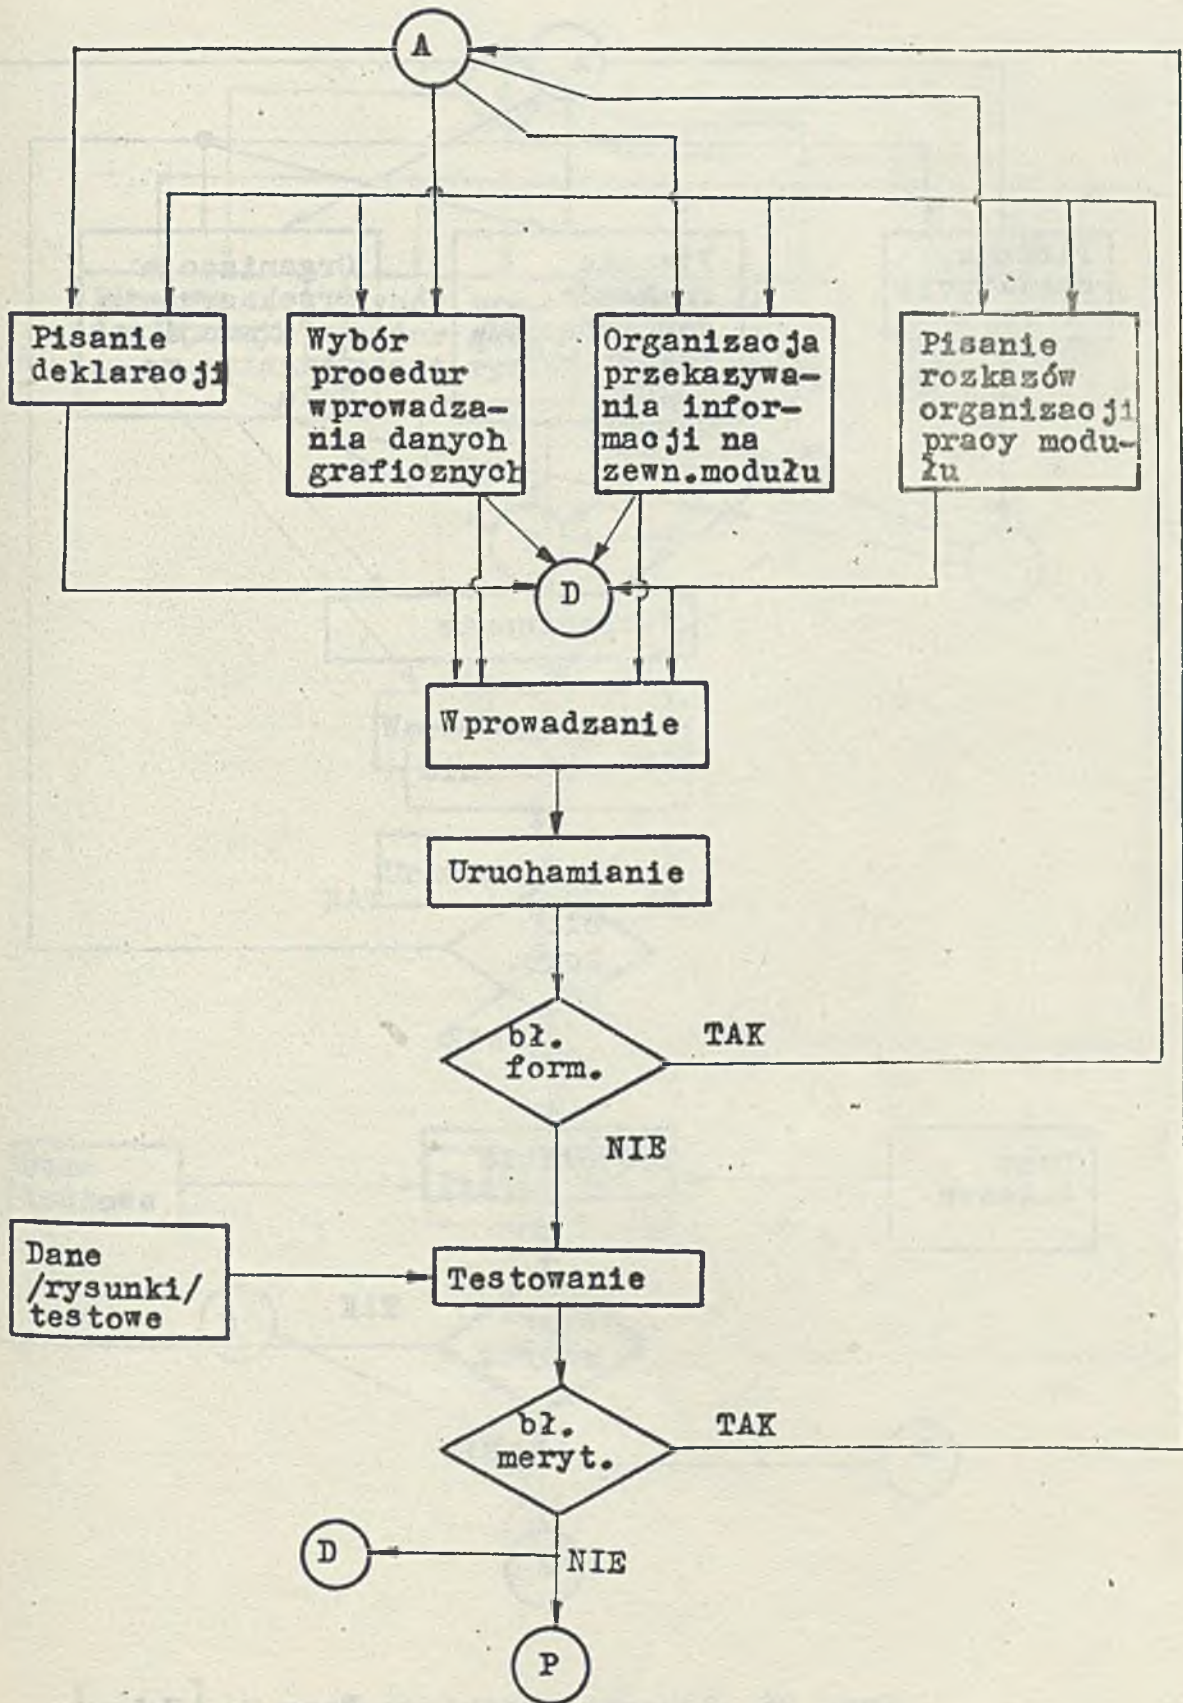 A
Pisanie
deklaracji
Wybór
procedur
wprowadza-
nia danych
graficznych
Organizacja
przekazywa-
nia infor-
macji na
zewn.modułu
Pisanie
rozkazów
organizacji
pracy modu-
łu
D
Wprowadzanie
Uruchamianie
bł.
form.
TAK
NIE
Dane
/rysunki/
testowe
Testowanie
bł.
meryt.
TAK
D
NIE
P